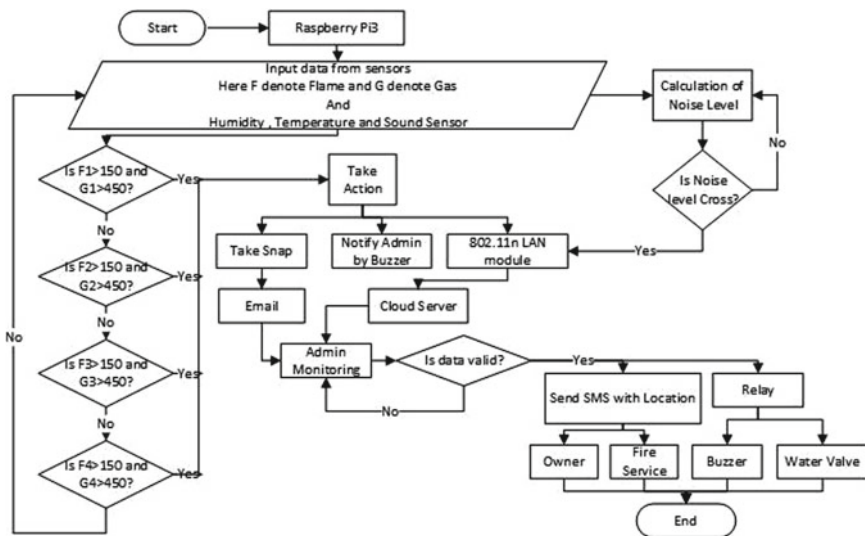 Start
Raspberry Pi3
Input data from sensors
Here F denote Flame and G denote Gas
And
Humidity , Temperature and Sound Sensor
Calculation of
Noise Level
No
Is Noise
level Cross?
Yes
Is F1>150 and
G1>450?
Yes
No
Is F2>150 and
G2>450?
Yes
No
Is F3>150 and
G3>450?
Yes
No
Is F4>150 and
G4>450?
Yes
No
Take
Action
Take Snap
Notify Admin
by Buzzer
802.11n LAN
module
Email
Cloud Server
Admin
Monitoring
Is data valid?
No
Yes
Send SMS with Location
Relay
Owner
Fire
Service
Buzzer
Water Valve
End